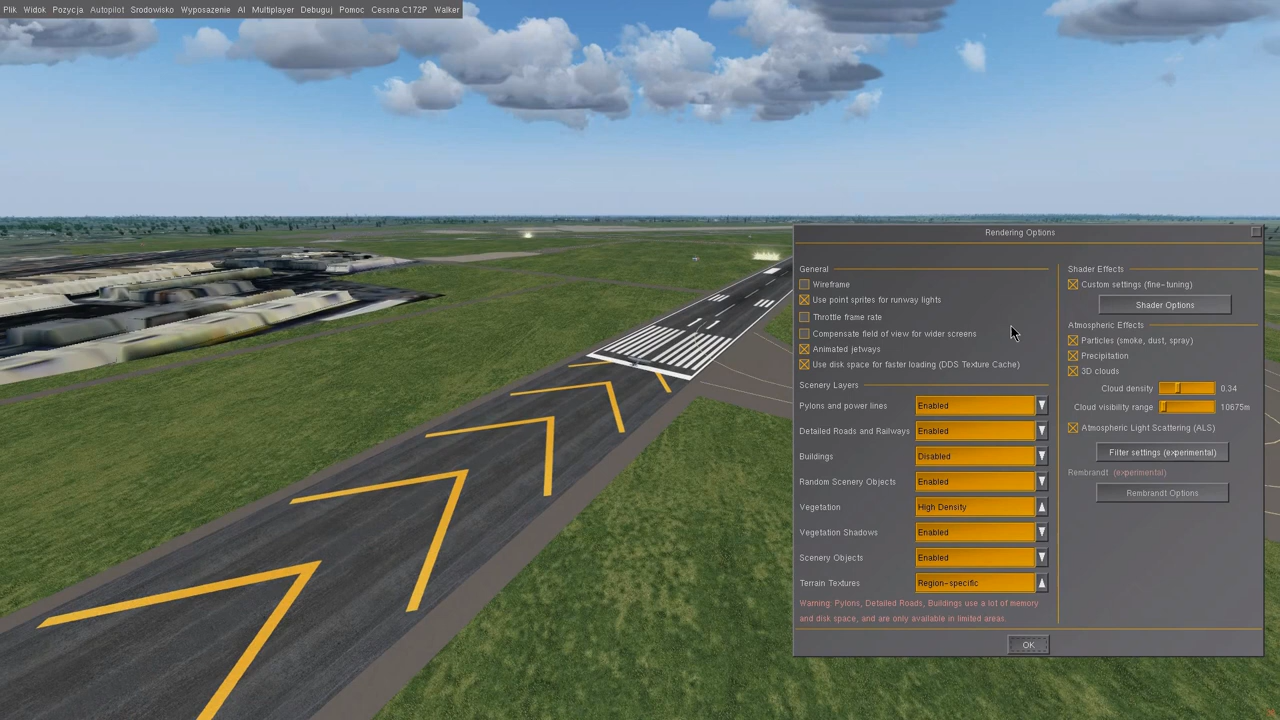 Plik Widok Pozycja Autopilot Środowisko Wyposażenie AI Multiplayer Debuguj Pomoc Cessna C172P Walker
Rendering Options
General
Wireframe
Use point sprites for runway lights
Throttle frame rate
Compensate field of view for wider screens
Animated jetways
Use disk space for faster loading (DDS Texture Cache)
Scenery Layers
Pylons and power lines Enabled
Detailed Roads and Railways Enabled
Buildings Disabled
Random Scenery Objects Enabled
Vegetation High Density
Vegetation Shadows Enabled
Scenery Objects Enabled
Terrain Textures Region-specific
Warning: Pylons, Detailed Roads, Buildings use a lot of memory
and disk space, and are only available in limited areas.
Shader Effects
Custom settings (fine-tuning)
Shader Options
Atmospheric Effects
Particles (smoke, dust, spray)
Precipitation
3D clouds
Cloud density 0.34
Cloud visibility range 10675m
Atmospheric Light Scattering (ALS)
Filter settings (experimental)
Rembrandt (experimental)
Rembrandt Options
OK